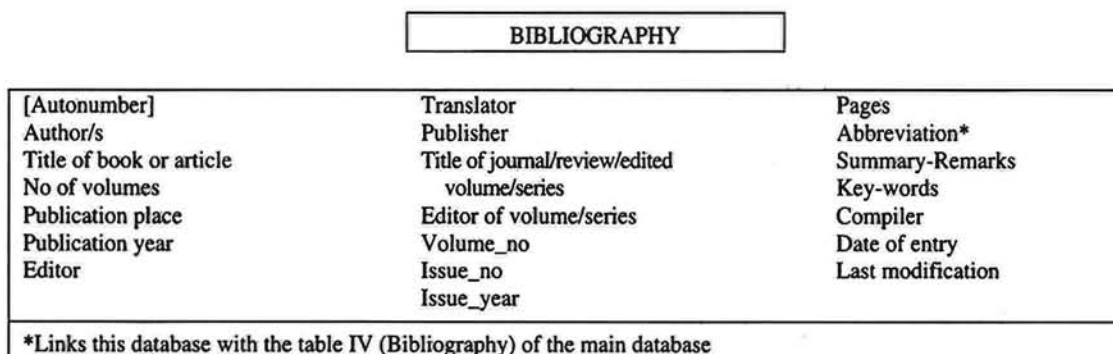 BIBLIOGRAPHY
[Autonumber]
Author/s
Title of book or article
No of volumes
Publication place
Publication year
Editor
Translator
Publisher
Title of journal/review/edited
volume/series
Editor of volume/series
Volume_no
Issue_no
Issue_year
Pages
Abbreviation*
Summary-Remarks
Key-words
Compiler
Date of entry
Last modification
*Links this database with the table IV (Bibliography) of the main database